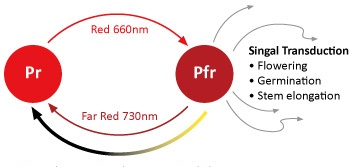 Red 660nm
Pr
Pfr
Far Red 730nm
Singal Transduction
• Flowering
• Germination
• Stem elongation